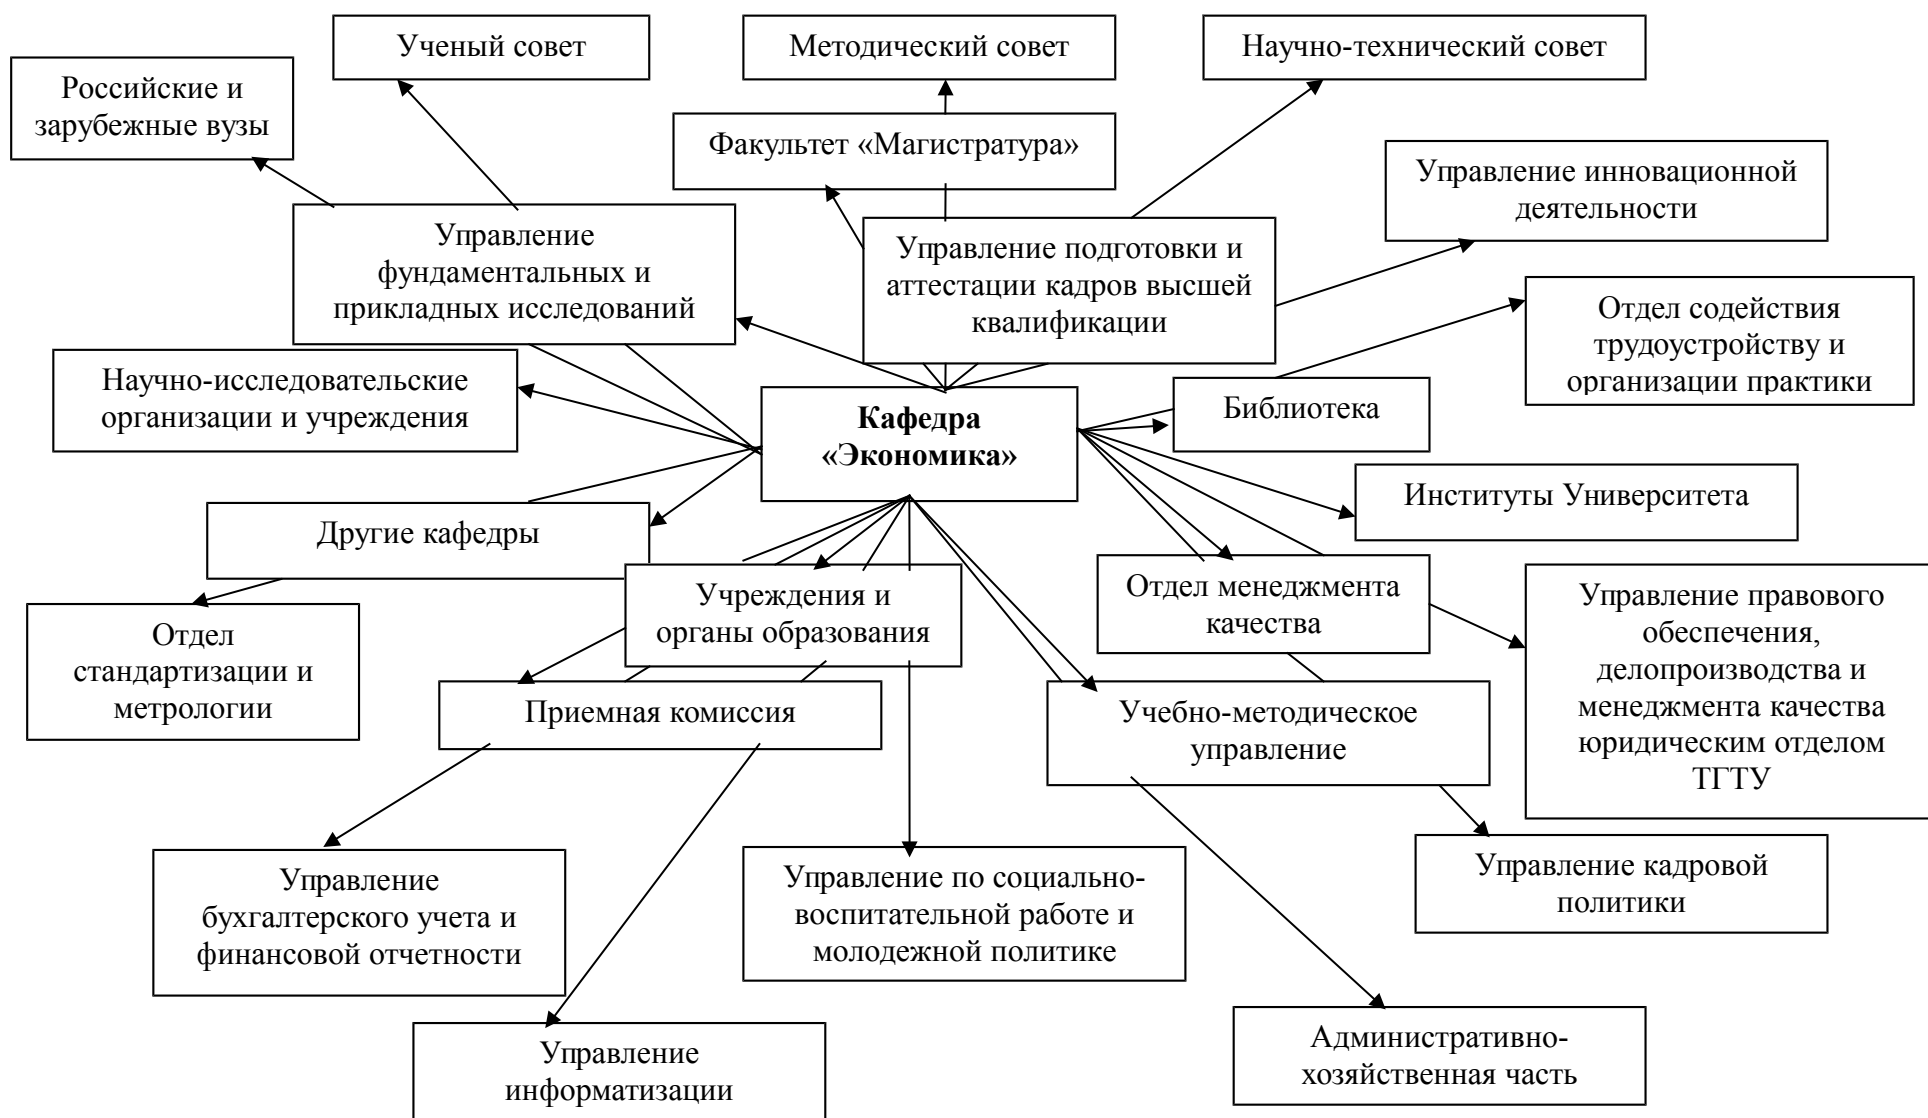 Ученый совет
Методический совет
Научно-технический совет
Российские и
зарубежные вузы
Факультет «Магистратура»
Управление инновационной
деятельности
Управление
фундаментальных и
прикладных исследований
Управление подготовки и
аттестации кадров высшей
квалификации
Отдел содействия
трудоустройству и
организации практики
Научно-исследовательские
организации и учреждения
Кафедра
«Экономика»
Библиотека
Институты Университета
Другие кафедры
Учреждения и
органы образования
Отдел менеджмента
качества
Управление правового
обеспечения,
делопроизводства и
менеджмента качества
юридическим отделом
ТГТУ
Отдел
стандартизации и
метрологии
Приемная комиссия
Учебно-методическое
управление
Управление
бухгалтерского учета и
финансовой отчетности
Управление по социально-
воспитательной работе и
молодежной политике
Управление кадровой
политики
Управление
информатизации
Административно-
хозяйственная часть